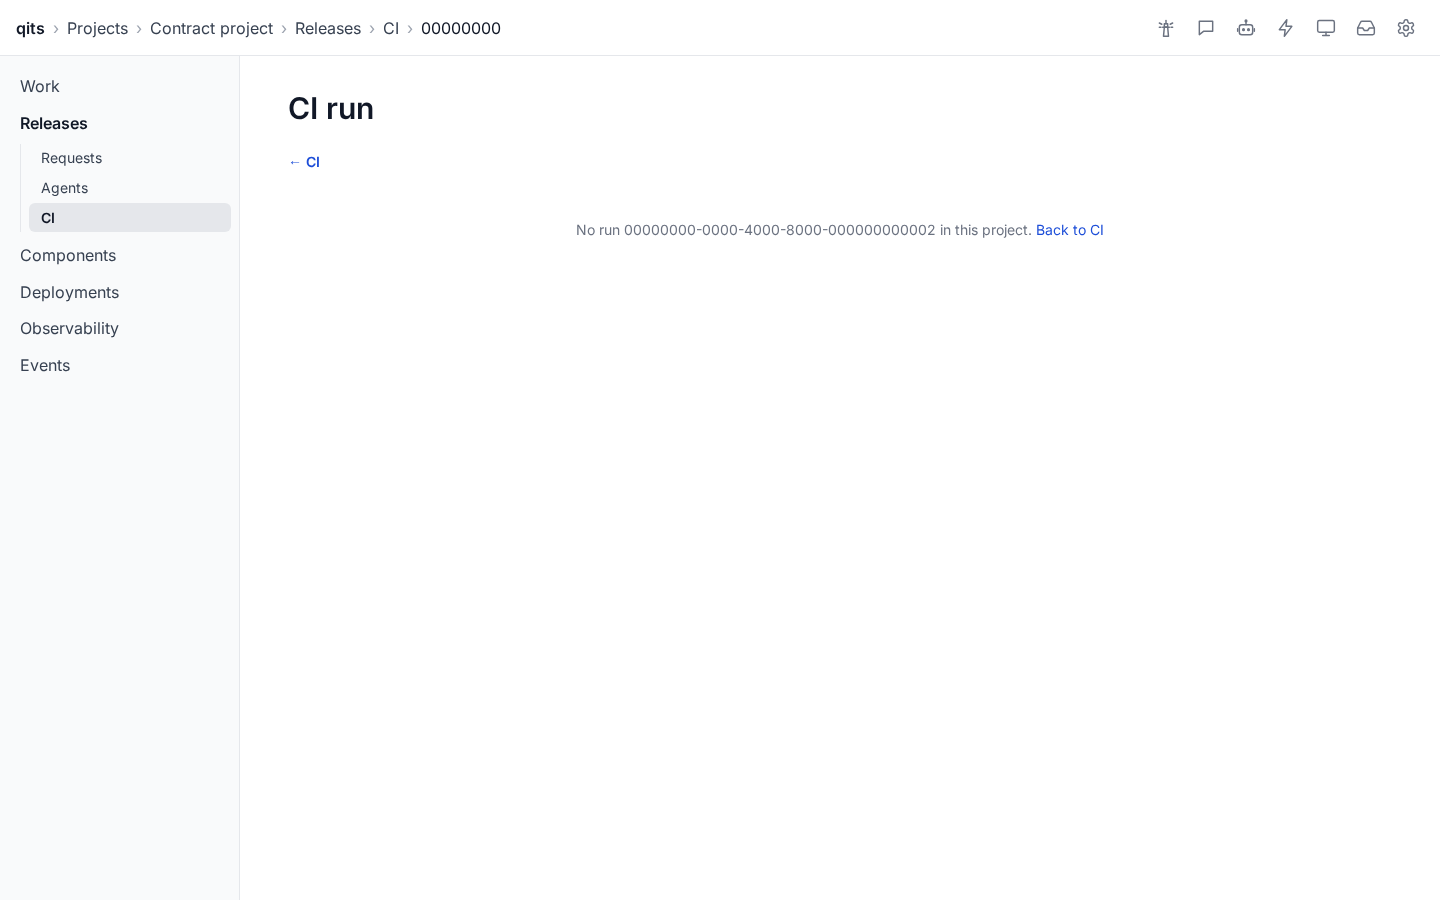 qits › Projects › Contract project › Releases › CI › 00000000
Work
Releases
Requests
Agents
CI
Components
Deployments
Observability
Events
CI run
← CI
No run 00000000-0000-4000-8000-000000000002 in this project. Back to CI